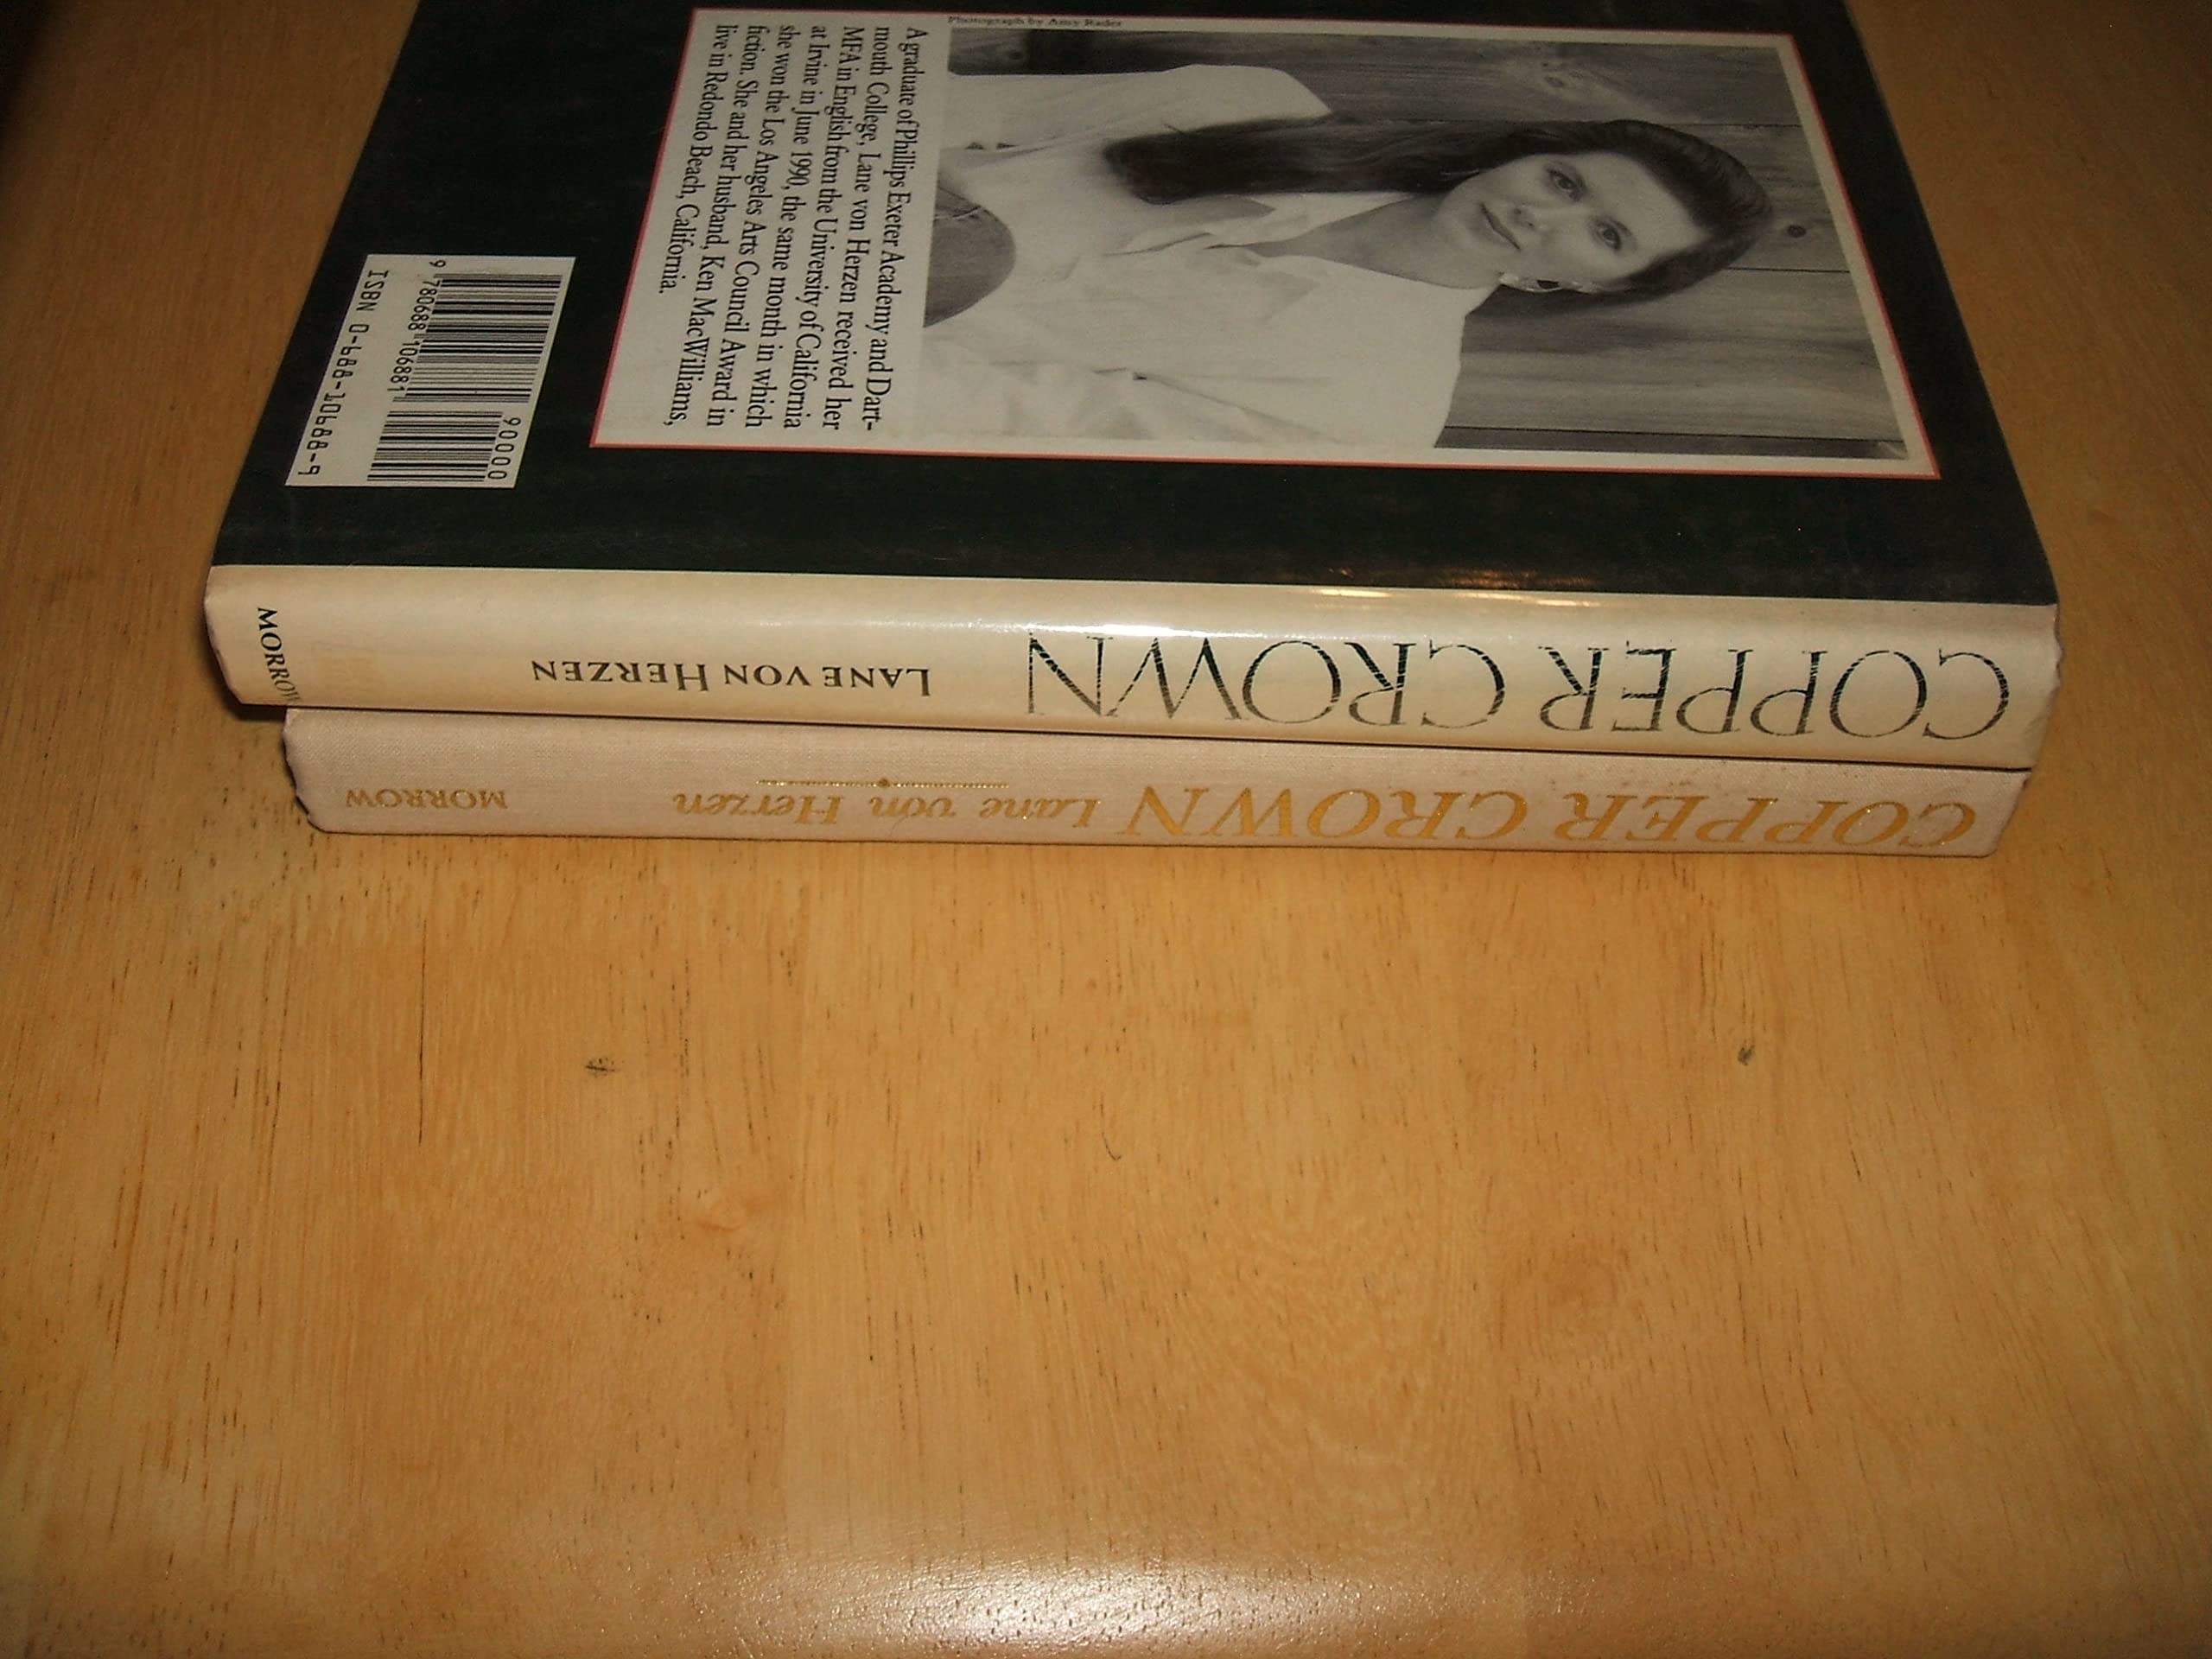 Photograph by Amy Rader
A graduate of Phillips Exeter Academy and Dart-
mouth College, Lane von Herzen received her
MFA in English from the University of California
at Irvine in June 1990, the same month in which
she won the Los Angeles Arts Council Award in
fiction. She and her husband, Ken MacWilliams,
live in Redondo Beach, California.
90000
9 780688 106881
ISBN 0-688-10688-9
COPPER CROWN LANE VON HERZEN MORROW
COPPER CROWN Lane von Herzen MORROW